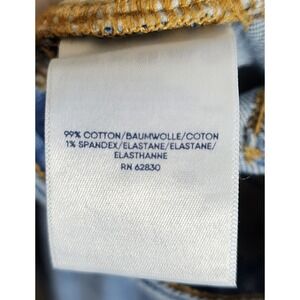 99% COTTON/BAUMWOLLE/COTON
1% SPANDEX/ELASTANE/ELASTANE/
ELASTHANNE
RN 62830